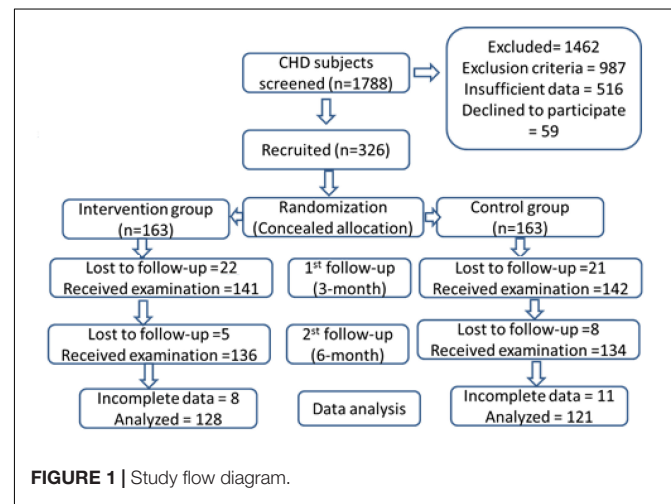 CHD subjects
screened (n=1788)
Excluded= 1462
Exclusion criteria = 987
Insufficient data = 516
Declined to participate
= 59
Recruited (n=326)
Intervention group
(n=163)
Randomization
(Concealed allocation)
Control group
(n=163)
Lost to follow-up =22
Received examination=141
1st follow-up
(3-month)
Lost to follow-up =21
Received examination =142
Lost to follow-up=5
Received examination =136
2st follow-up
(6-month)
Lost to follow-up =8
Received examination=134
Incomplete data = 8
Analyzed = 128
Data analysis
Incomplete data = 11
Analyzed = 121
FIGURE 1 | Study flow diagram.